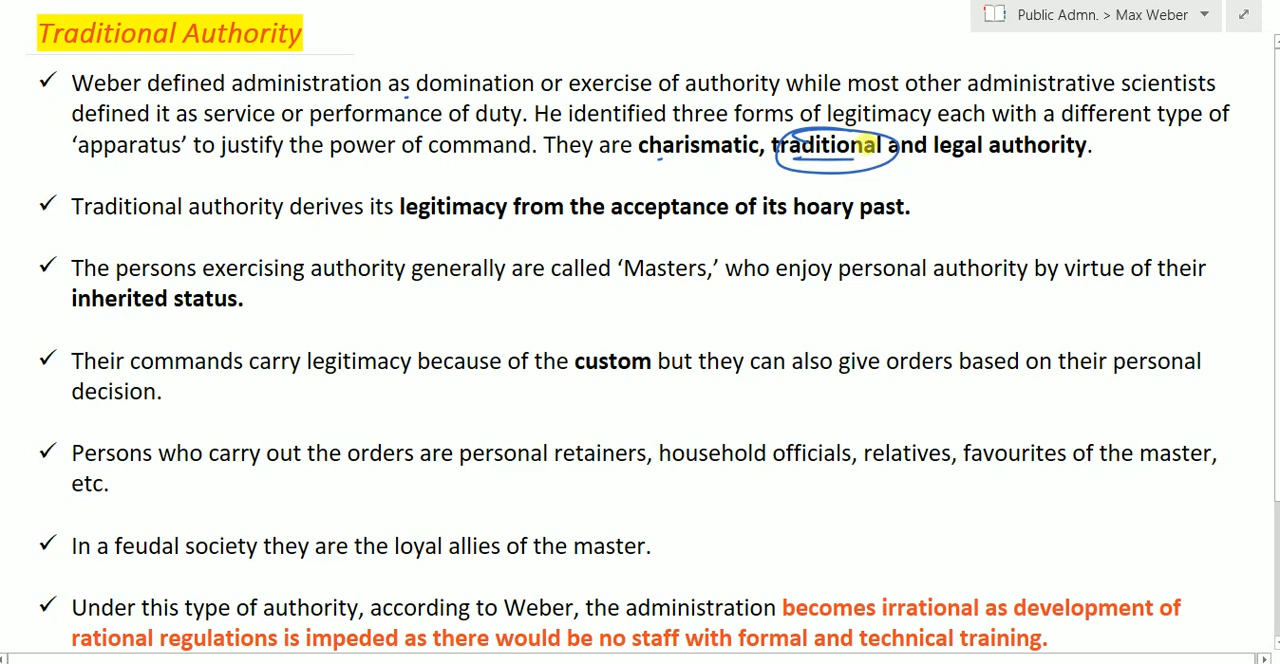 Public Admn. > Max Weber
Traditional Authority
✓ Weber defined administration as domination or exercise of authority while most other administrative scientists
defined it as service or performance of duty. He identified three forms of legitimacy each with a different type of
‘apparatus’ to justify the power of command. They are charismatic, traditional and legal authority.
✓ Traditional authority derives its legitimacy from the acceptance of its hoary past.
✓ The persons exercising authority generally are called ‘Masters,’ who enjoy personal authority by virtue of their
inherited status.
✓ Their commands carry legitimacy because of the custom but they can also give orders based on their personal
decision.
✓ Persons who carry out the orders are personal retainers, household officials, relatives, favourites of the master,
etc.
✓ In a feudal society they are the loyal allies of the master.
✓ Under this type of authority, according to Weber, the administration becomes irrational as development of
rational regulations is impeded as there would be no staff with formal and technical training.